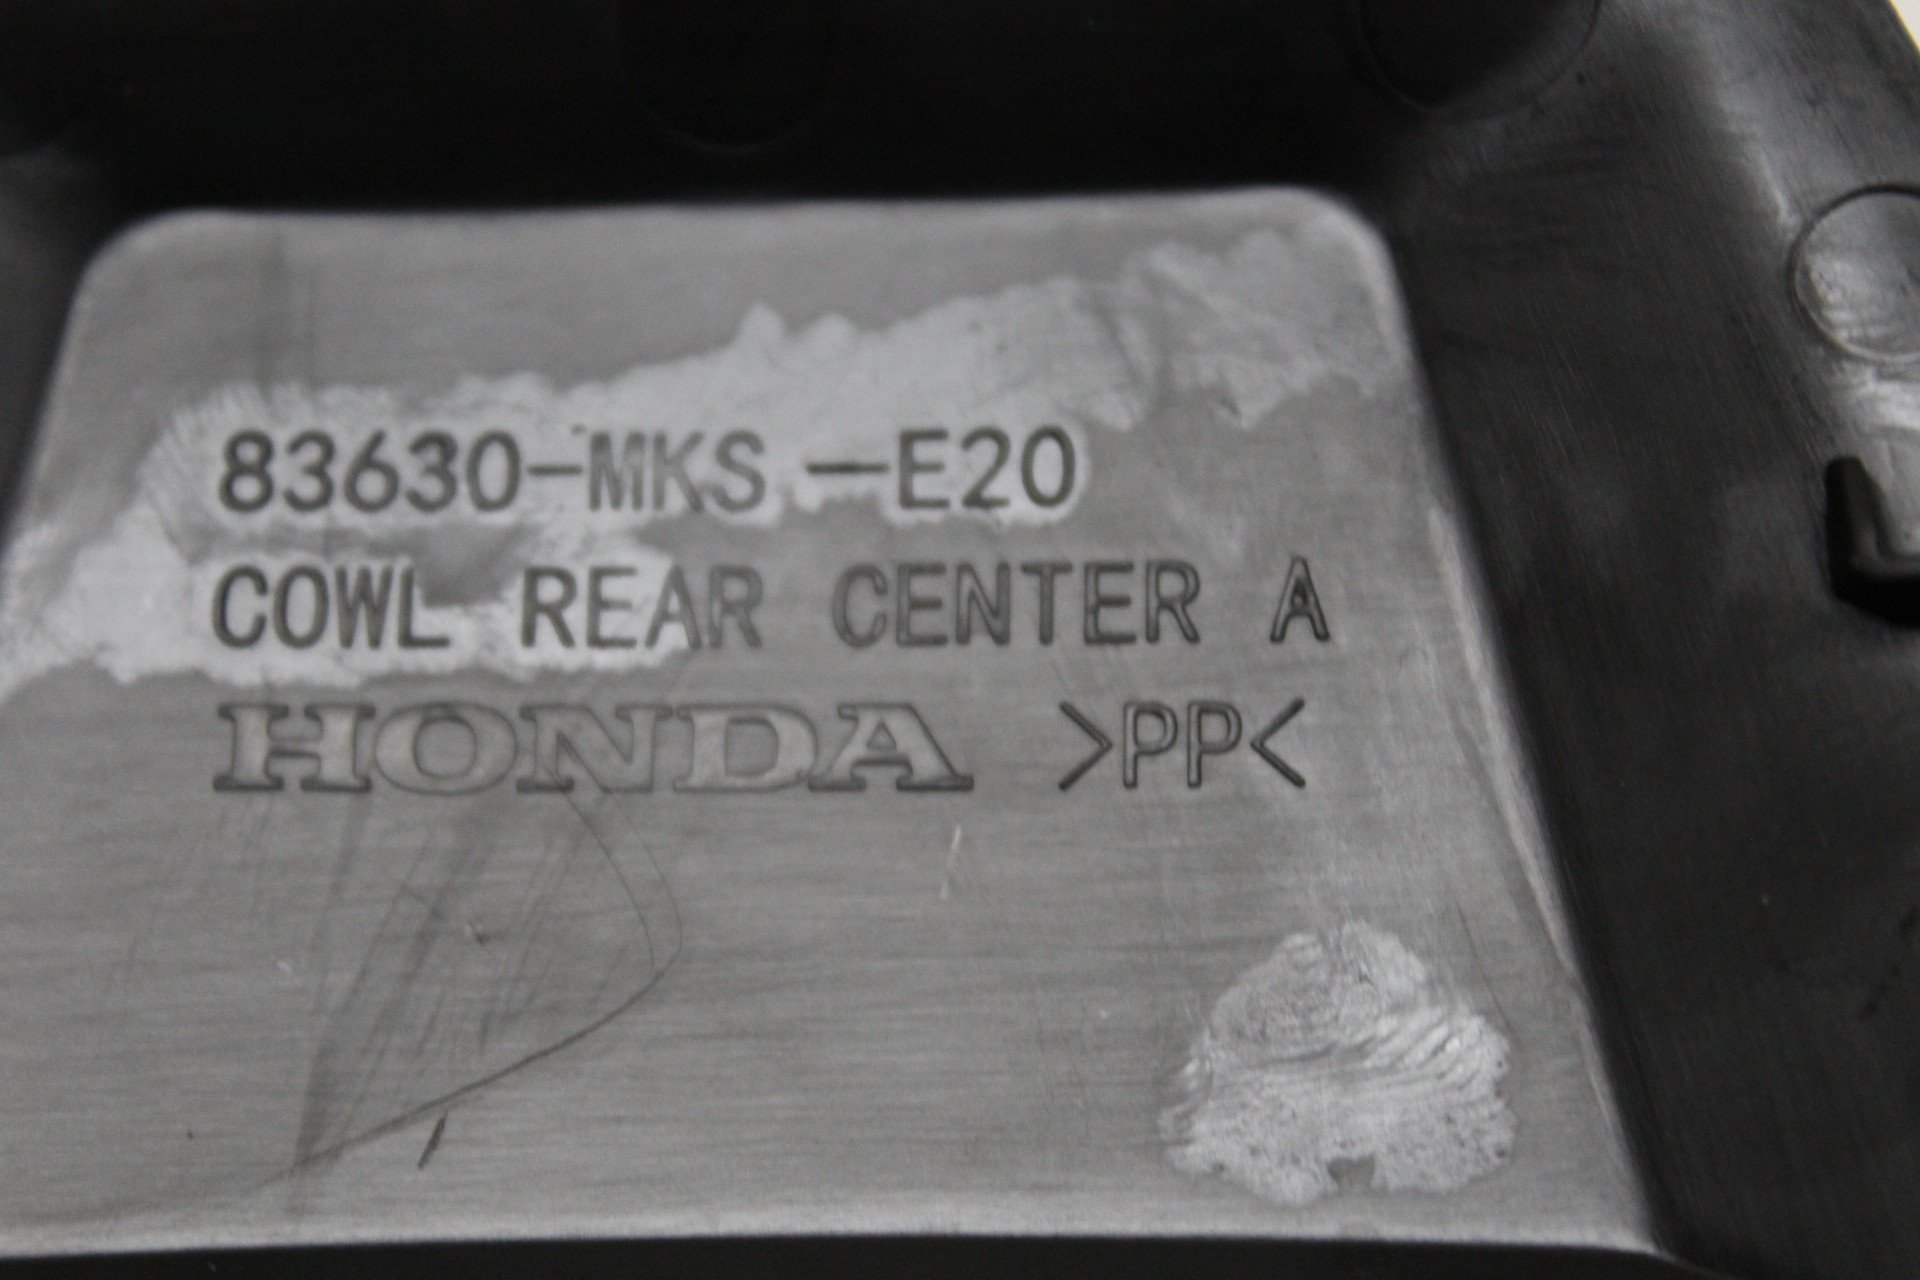 83630-MKS-E20
COWL REAR CENTER A
HONDA >PP<